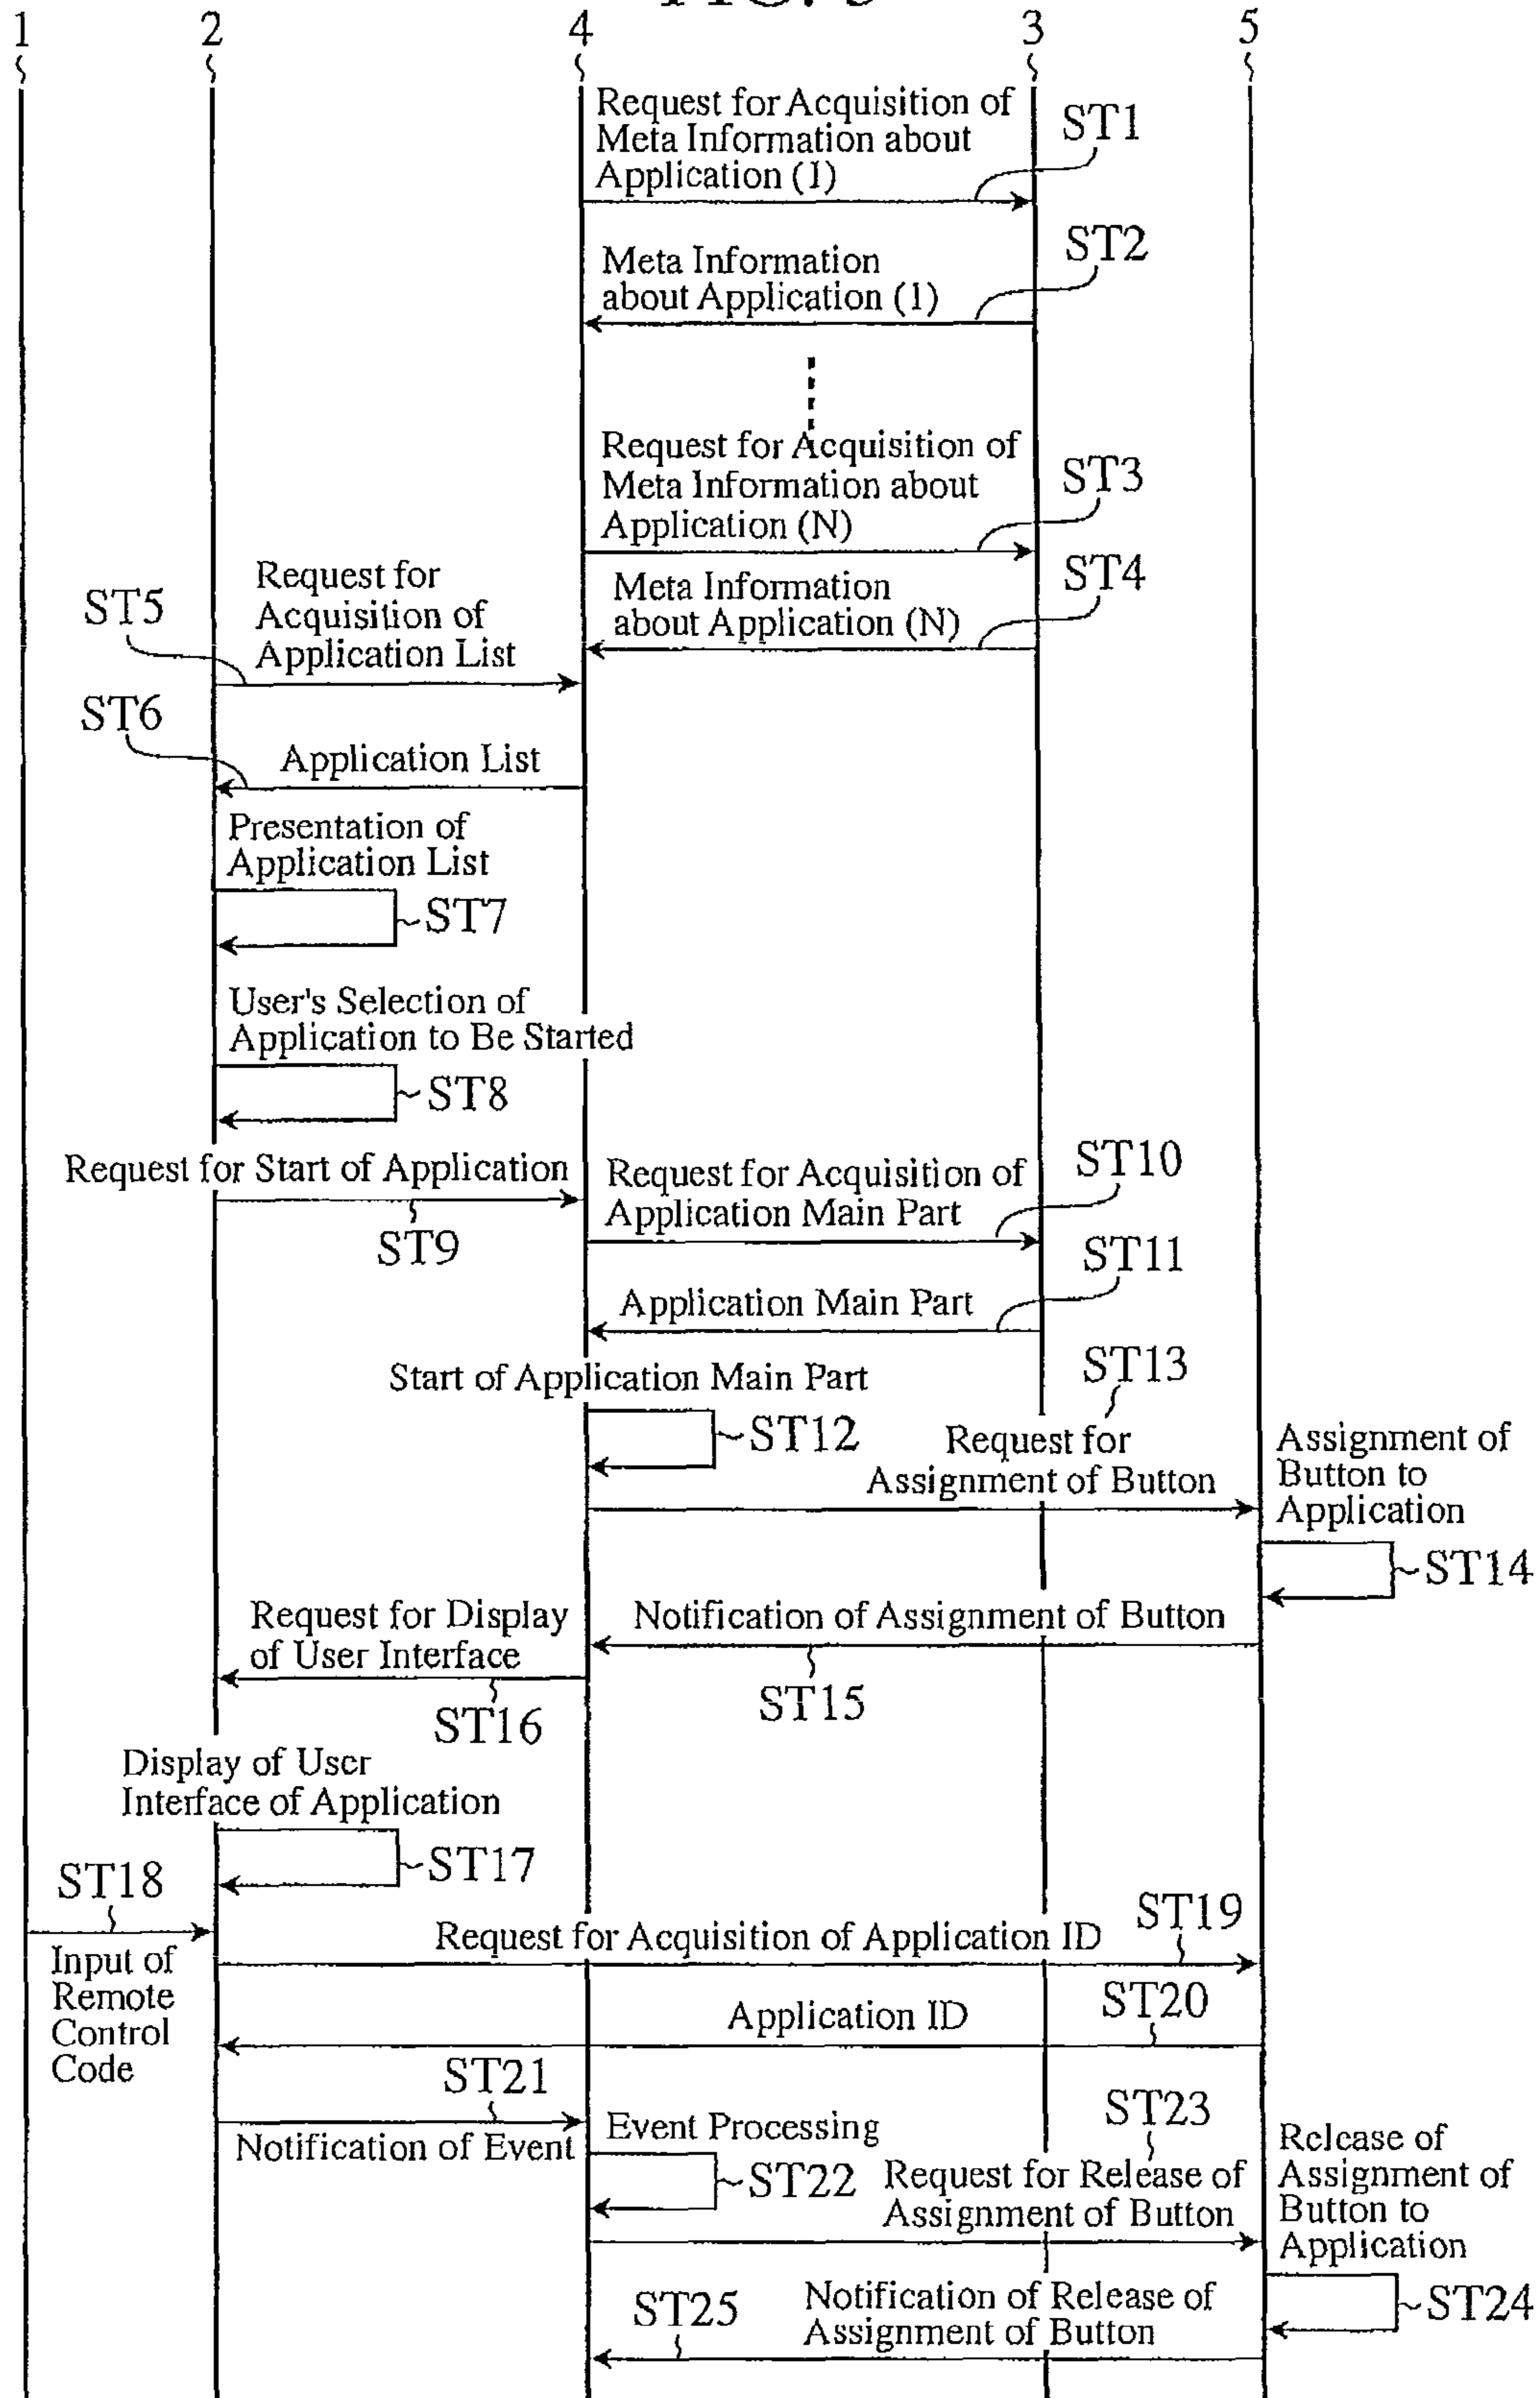 1
2
4
3
5
Request for Acquisition of
Meta Information about
Application (1)
ST1
Meta Information
about Application (1)
ST2
Request for Acquisition of
Meta Information about
Application (N)
ST3
Meta Information
about Application (N)
ST4
Request for
Acquisition of
Application List
ST5
ST6
Application List
Presentation of
Application List
ST7
User's Selection of
Application to Be Started
ST8
Request for Start of Application
ST9
Request for Acquisition of
Application Main Part
ST10
ST11
Application Main Part
Start of Application Main Part
ST12
ST13
Request for
Assignment of Button
Assignment of
Button to
Application
ST14
Notification of Assignment of Button
ST15
Request for Display
of User Interface
ST16
Display of User
Interface of Application
ST17
ST18
Input of
Remote
Control
Code
Request for Acquisition of Application ID
ST19
Application ID
ST20
ST21
Notification of Event
Event Processing
ST22
ST23
Request for Release of
Assignment of Button
Release of
Assignment of
Button to
Application
ST24
ST25
Notification of Release of
Assignment of Button